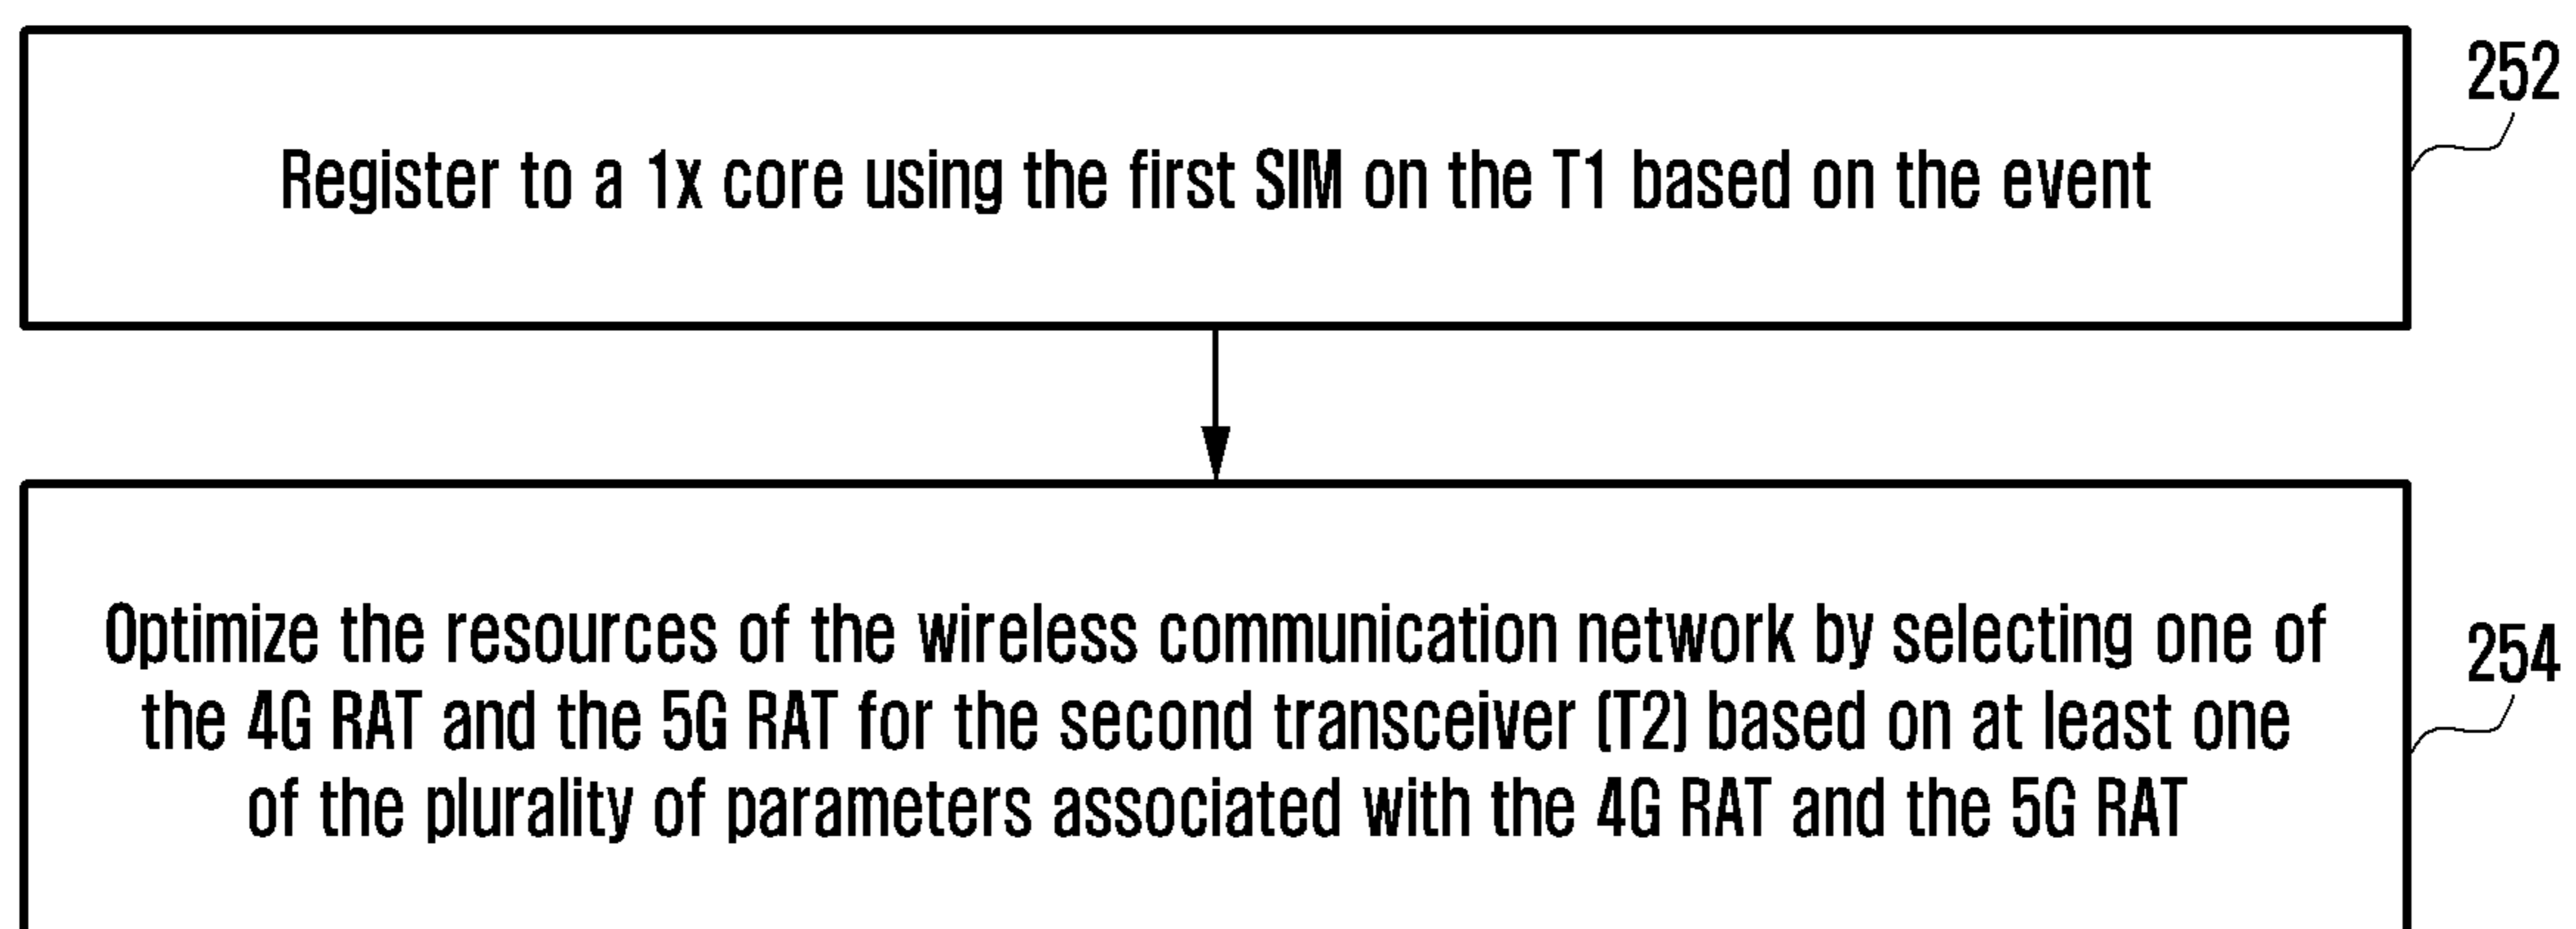 252
Register to a 1x core using the first SIM on the T1 based on the event
Optimize the resources of the wireless communication network by selecting one of
the 4G RAT and the 5G RAT for the second transceiver (T2) based on at least one
of the plurality of parameters associated with the 4G RAT and the 5G RAT
254